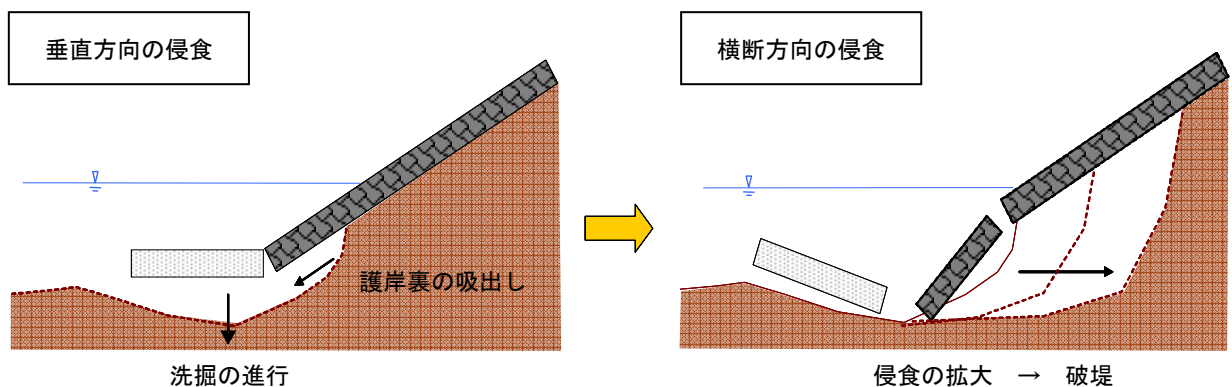 垂直方向の侵食
横断方向の侵食
護岸裏の吸出し
洗掘の進行
侵食の拡大 → 破堤